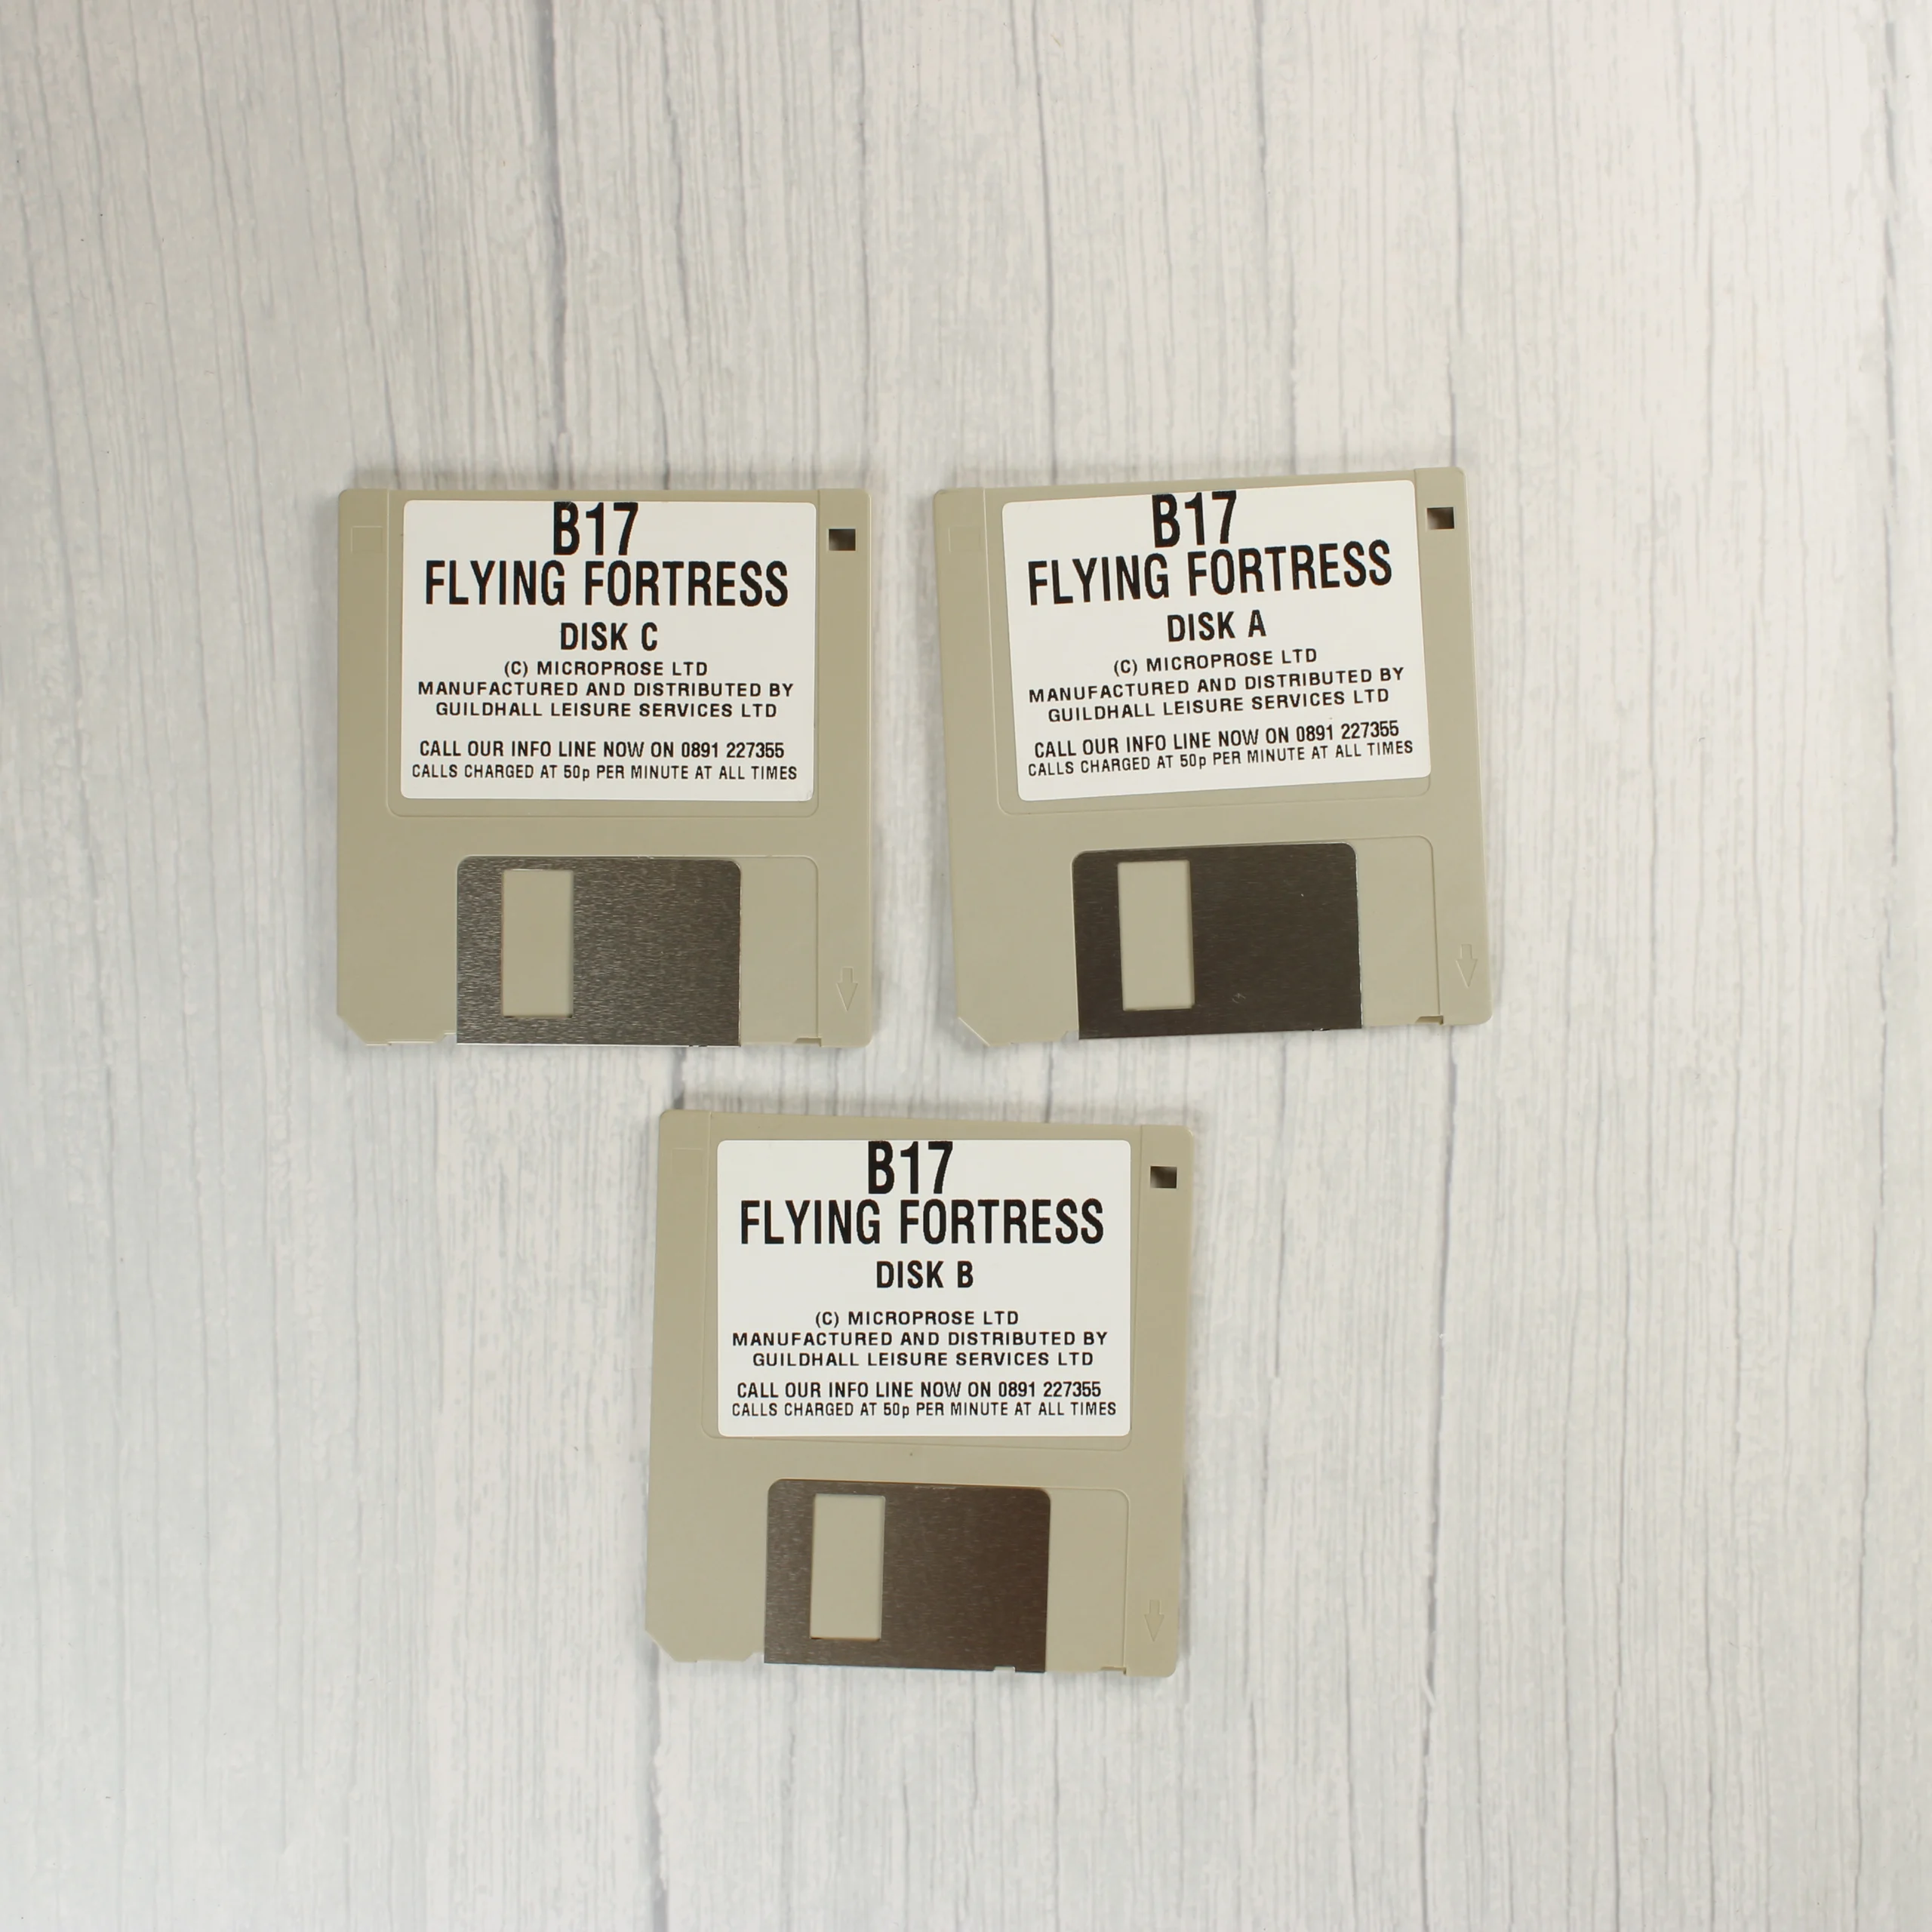 B17
FLYING FORTRESS
DISK C
(C) MICROPROSE LTD
MANUFACTURED AND DISTRIBUTED BY
GUILDHALL LEISURE SERVICES LTD
CALL OUR INFO LINE NOW ON 0891 227355
CALLS CHARGED AT 50p PER MINUTE AT ALL TIMES
B17
FLYING FORTRESS
DISK A
(C) MICROPROSE LTD
MANUFACTURED AND DISTRIBUTED BY
GUILDHALL LEISURE SERVICES LTD
CALL OUR INFO LINE NOW ON 0891 227355
CALLS CHARGED AT 50p PER MINUTE AT ALL TIMES
B17
FLYING FORTRESS
DISK B
(C) MICROPROSE LTD
MANUFACTURED AND DISTRIBUTED BY
GUILDHALL LEISURE SERVICES LTD
CALL OUR INFO LINE NOW ON 0891 227355
CALLS CHARGED AT 50p PER MINUTE AT ALL TIMES